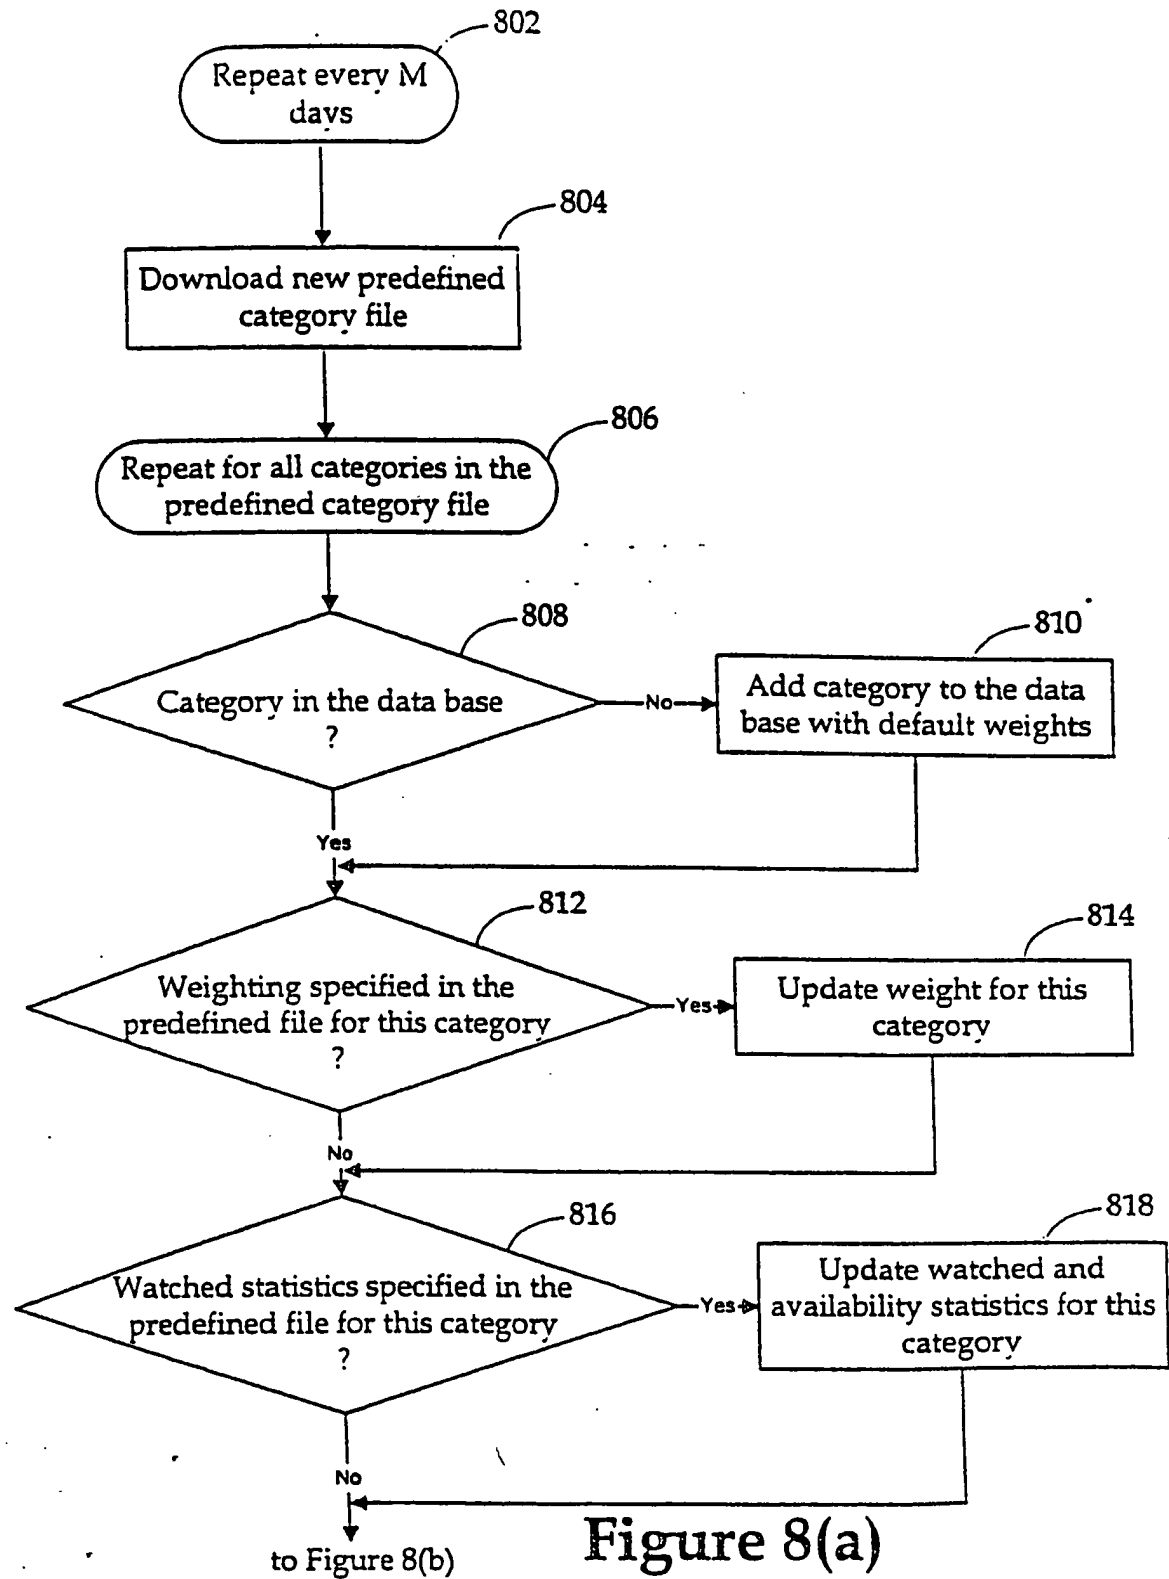 802
Repeat every M
days
804
Download new predefined
category file
806
Repeat for all categories in the
predefined category file
808
Category in the data base
?
No
810
Add category to the data
base with default weights
Yes
812
Weighting specified in the
predefined file for this category
?
Yes
814
Update weight for this
category
No
816
Watched statistics specified in the
predefined file for this category
?
Yes
818
Update watched and
availability statistics for this
category
No
to Figure 8(b)
Figure 8(a)